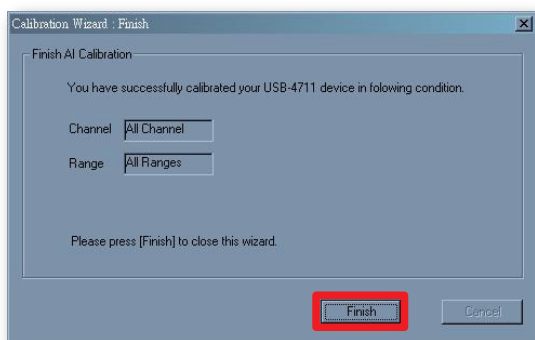 Calibration Wizard : Finish
Finish AI Calibration
You have successfully calibrated your USB-4711 device in folowing condition.
Channel All Channel
Range All Ranges
Please press [Finish] to close this wizard.
Finish Cancel